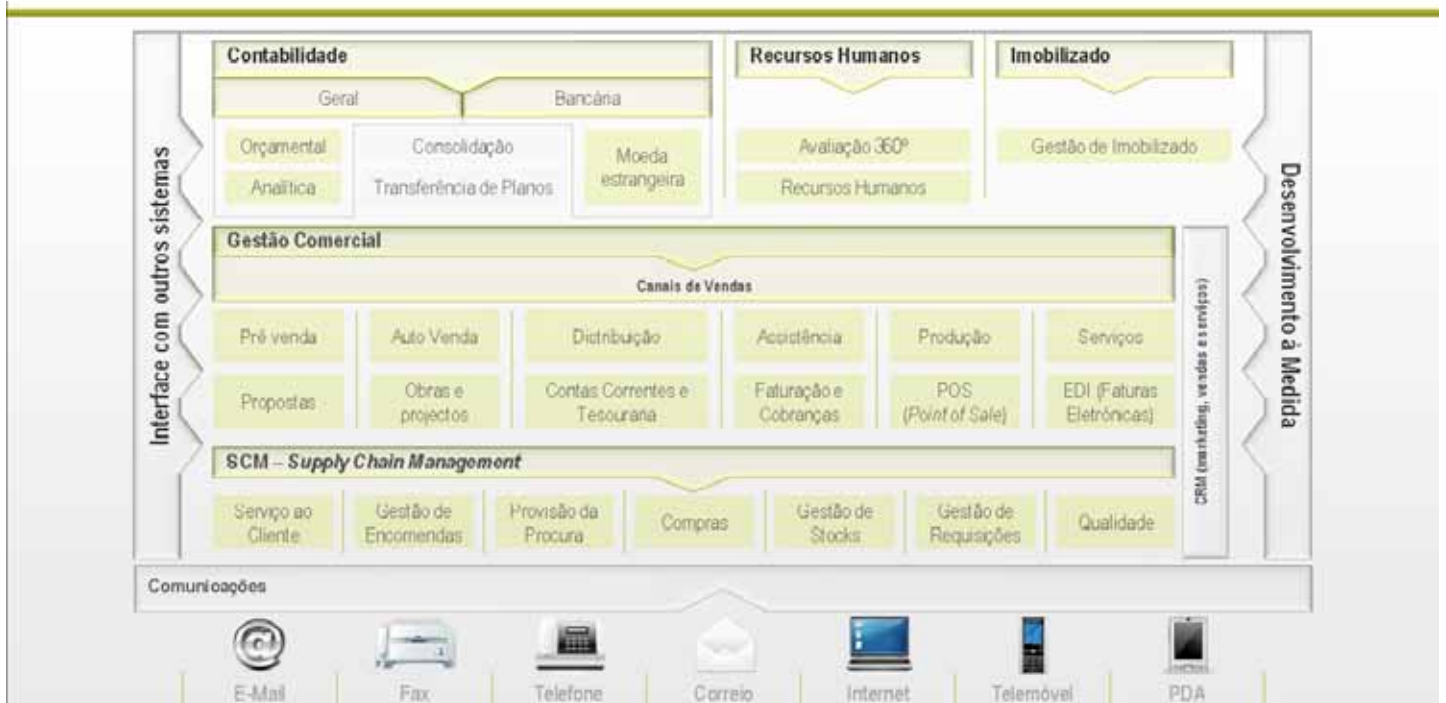 Contabilidade
Recursos Humanos
Imobilizado
Geral
Bancária
Orçamental
Consolidação
Moeda
estrangeira
Avaliação 360º
Gestão de Imobilizado
Analítica
Transferência de Planos
Recursos Humanos
Interface com outros sistemas
Desenvolvimento à Medida
Gestão Comercial
Canais de Vendas
CRM (marketing, vendas e serviços)
Pré venda
Auto Venda
Distribuição
Assistência
Produção
Serviços
Propostas
Obras e
projectos
Contas Correntes e
Tesouraria
Faturação e
Cobranças
POS
(Point of Sale)
EDI (Faturas
Eletrónicas)
SCM – Supply Chain Management
Serviço ao
Cliente
Gestão de
Encomendas
Provisão da
Procura
Compras
Gestão de
Stocks
Gestão de
Requisições
Qualidade
Comunicações
E-Mail
Fax
Telefone
Correio
Internet
Telemóvel
PDA